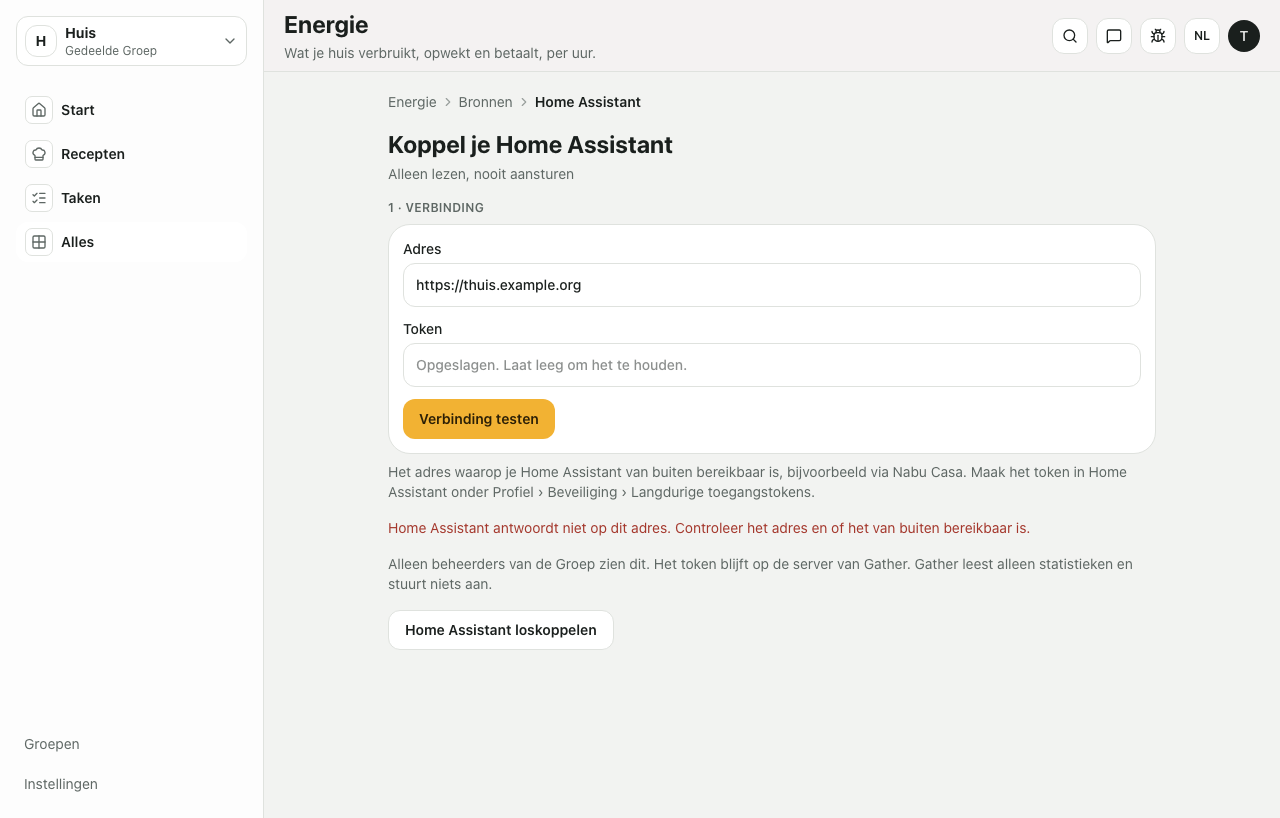 H
Huis
Gedeelde Groep
Start
Recepten
Taken
Alles
Groepen
Instellingen
Energie
Wat je huis verbruikt, opwekt en betaalt, per uur.
NL
T
Energie > Bronnen > Home Assistant
Koppel je Home Assistant
Alleen lezen, nooit aansturen
1 · VERBINDING
Adres
https://thuis.example.org
Token
Opgeslagen. Laat leeg om het te houden.
Verbinding testen
Het adres waarop je Home Assistant van buiten bereikbaar is, bijvoorbeeld via Nabu Casa. Maak het token in Home
Assistant onder Profiel › Beveiliging › Langdurige toegangstokens.
Home Assistant antwoordt niet op dit adres. Controleer het adres en of het van buiten bereikbaar is.
Alleen beheerders van de Groep zien dit. Het token blijft op de server van Gather. Gather leest alleen statistieken en
stuurt niets aan.
Home Assistant loskoppelen